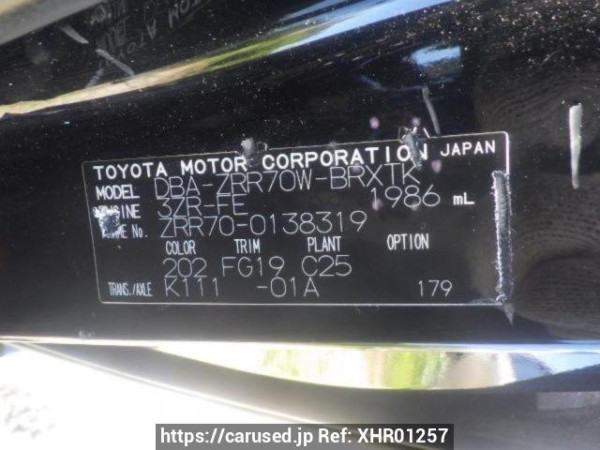 TOYOTA MOTOR CORPORATION JAPAN
MODEL DBA-ZRR70W-BRXTK
3ZR-FE 1986 mL
No. ZRR70-0138319
COLOR TRIM PLANT OPTION
202 FG19 C25
TRANS./AXLE K111 -01A 179
https://carused.jp Ref: XHR01257